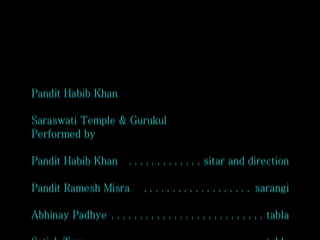 Pandit Habib Khan
Saraswati Temple & Gurukul
Performed by
Pandit Habib Khan . . . . . . . . . . . . . sitar and direction
Pandit Ramesh Misra . . . . . . . . . . . . . . . . . . . sarangi
Abhinay Padhye . . . . . . . . . . . . . . . . . . . . . . . . . . . tabla